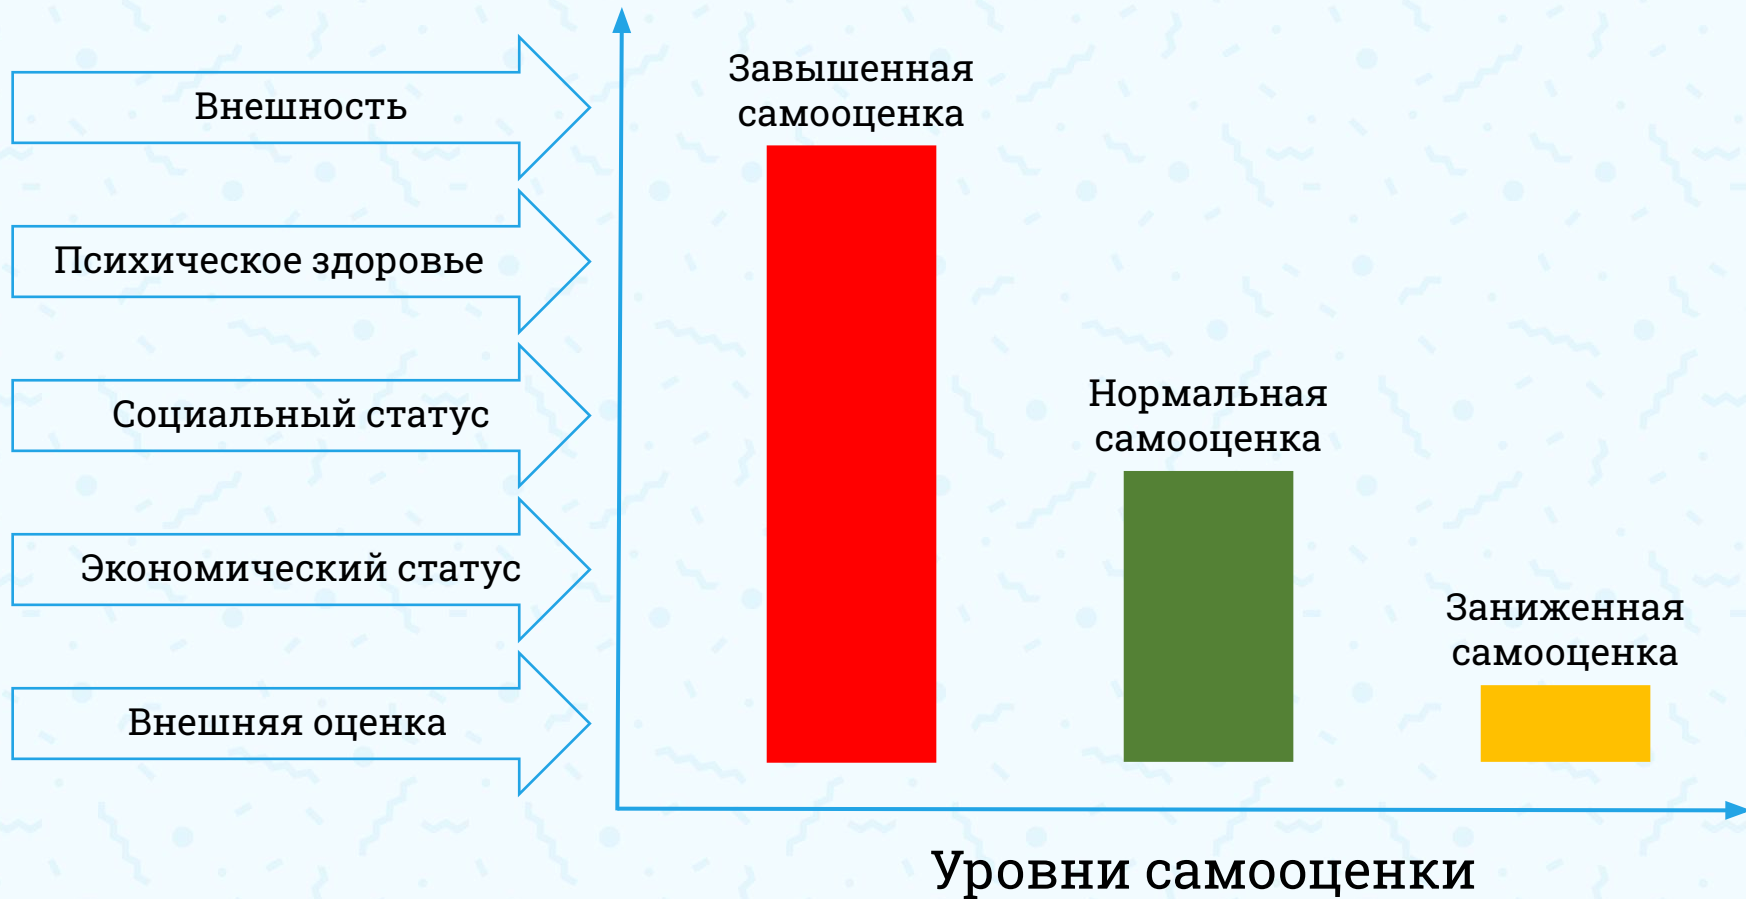 Внешность
Психическое здоровье
Социальный статус
Экономический статус
Внешняя оценка
Завышенная
самооценка
Нормальная
самооценка
Заниженная
самооценка
Уровни самооценки